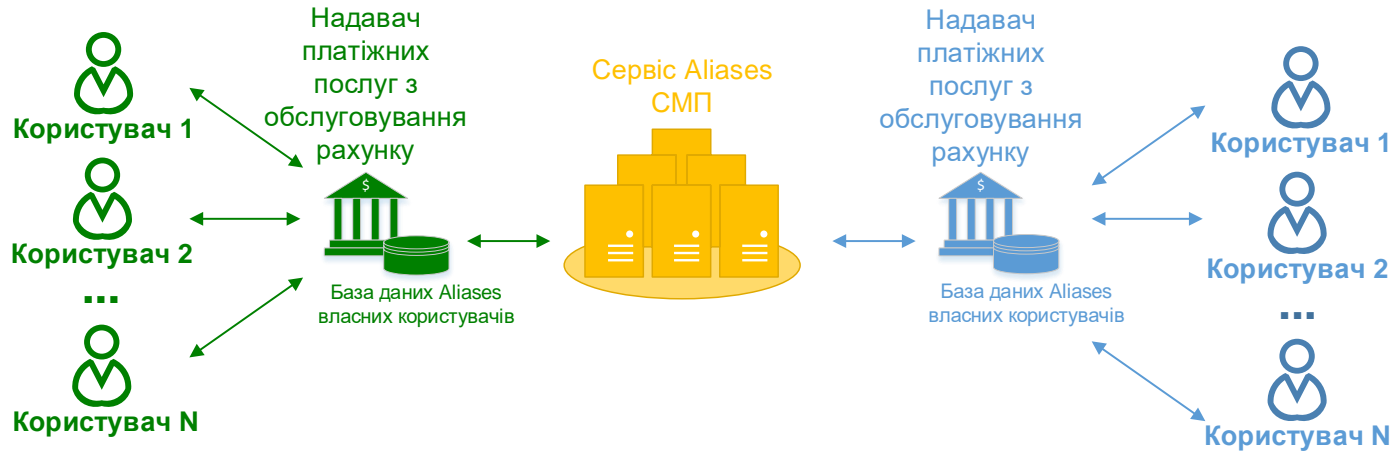 Користувач 1
Користувач 2
...
Користувач N
Надавач
платіжних
послуг з
обслуговування
рахунку
$
База даних Aliases
власних користувачів
Сервіс Aliases
СМП
Надавач
платіжних
послуг з
обслуговування
рахунку
$
База даних Aliases
власних користувачів
Користувач 1
Користувач 2
...
Користувач N